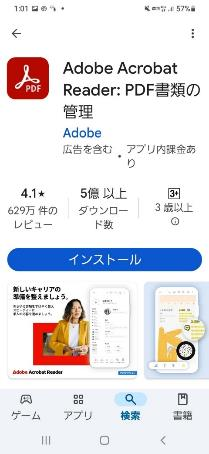 1:01
57%
PDF
Adobe Acrobat
Reader: PDF書類の
管理
Adobe
広告を含む • アプリ内課金あり
4.1★
629万 件の
レビュー
5億 以上
ダウンロー
ド数
3+
3 歳以上
インストール
新しいキャリアの
準備を整えましょう。
Adobe Acrobat Reader
ゲーム
アプリ
検索
書籍